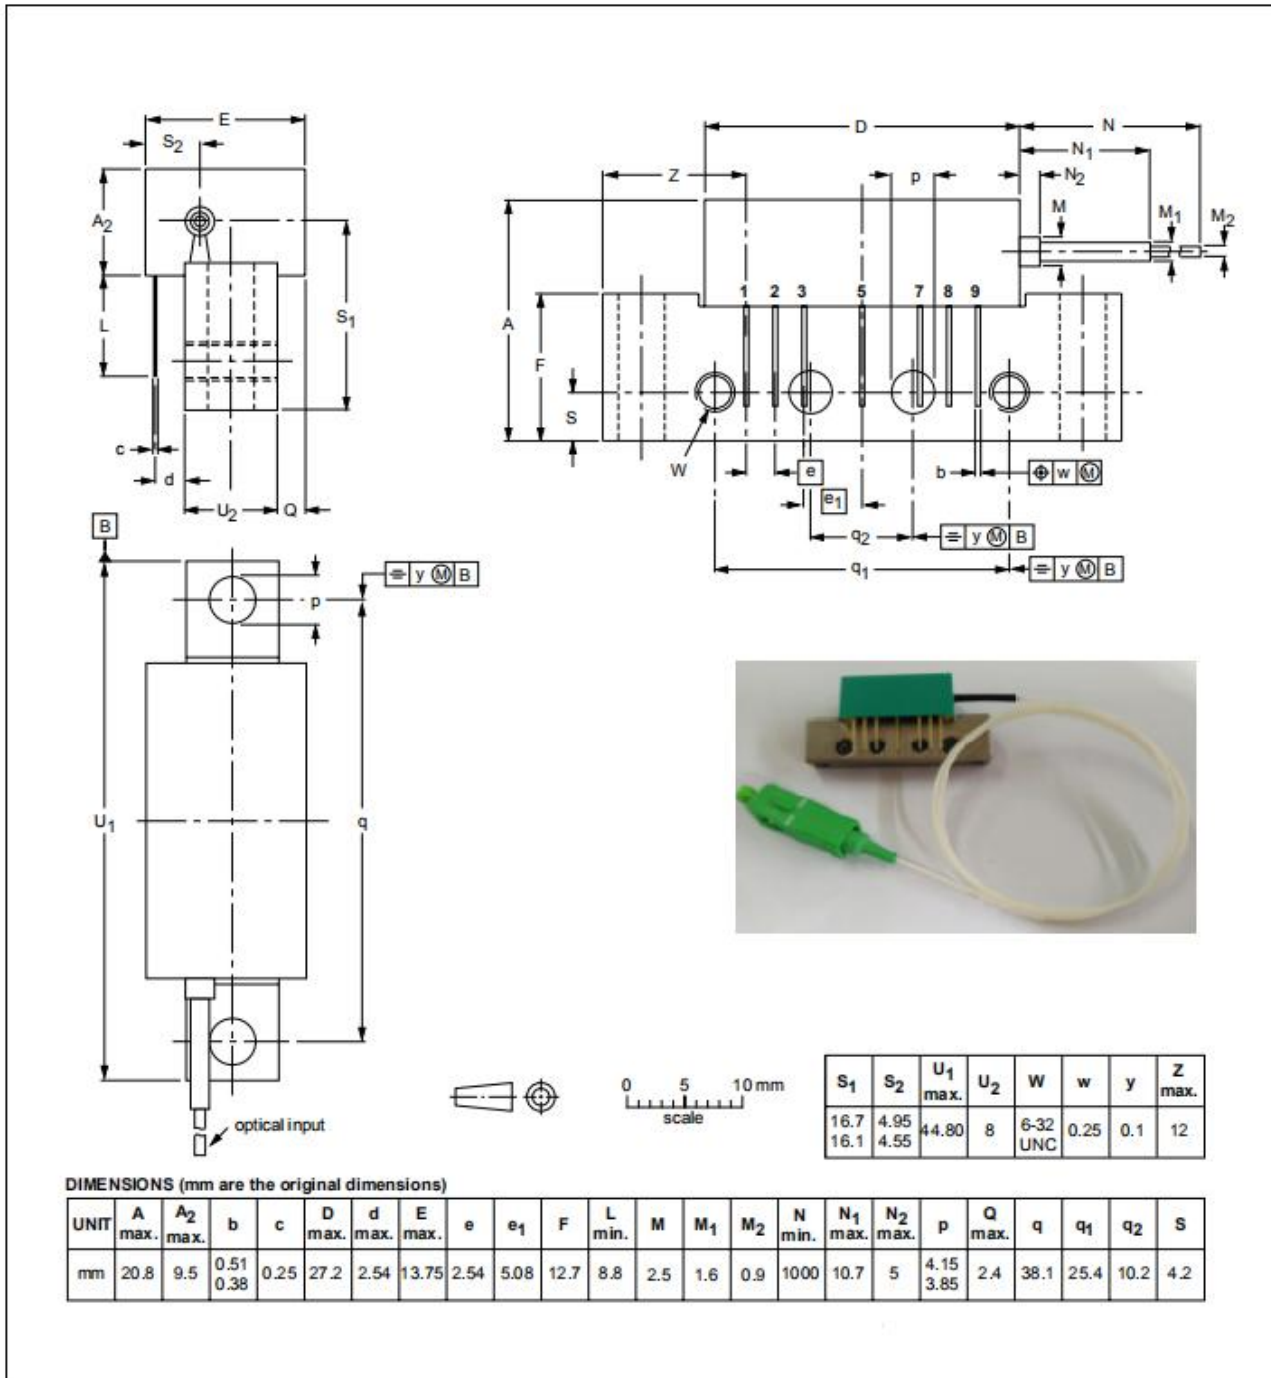 E
S2
A2
L
S1
c
d
U2
Q
D
N
N1
N2
Z
p
M
M1
M2
1 2 3 5 7 8 9
A
F
S
W
e
b
⌖ w Ⓜ
e1
q2
⌯ y Ⓜ B
q1
⌯ y Ⓜ B
B
p
⌯ y Ⓜ B
U1
q
optical input
0 5 10 mm
scale
S1 S2 U1 max. U2 W w y Z max.
16.7 16.1 4.95 4.55 44.80 8 6-32 UNC 0.25 0.1 12
DIMENSIONS (mm are the original dimensions)
UNIT A max. A2 max. b c D max. d max. E max. e e1 F L min. M M1 M2 N min. N1 max. N2 max. p Q max. q q1 q2 S
mm 20.8 9.5 0.51 0.38 0.25 27.2 2.54 13.75 2.54 5.08 12.7 8.8 2.5 1.6 0.9 1000 10.7 5 4.15 3.85 2.4 38.1 25.4 10.2 4.2